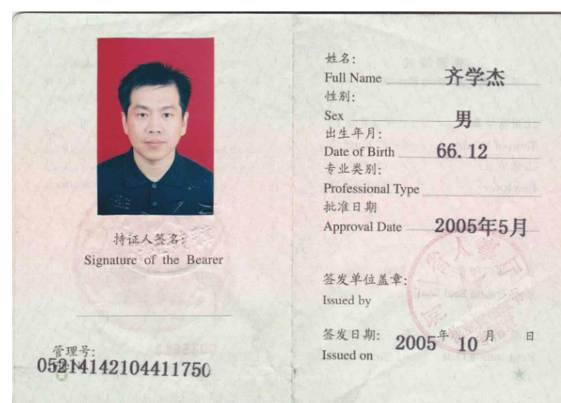 持证人签名:
Signature of the Bearer
管理号:
05214142104411750
姓名:
Full Name 齐学杰
性别:
Sex 男
出生年月:
Date of Birth 66.12
专业类别:
Professional Type
批准日期
Approval Date 2005年5月
签发单位盖章:
Issued by
签发日期: 2005年10月 日
Issued on